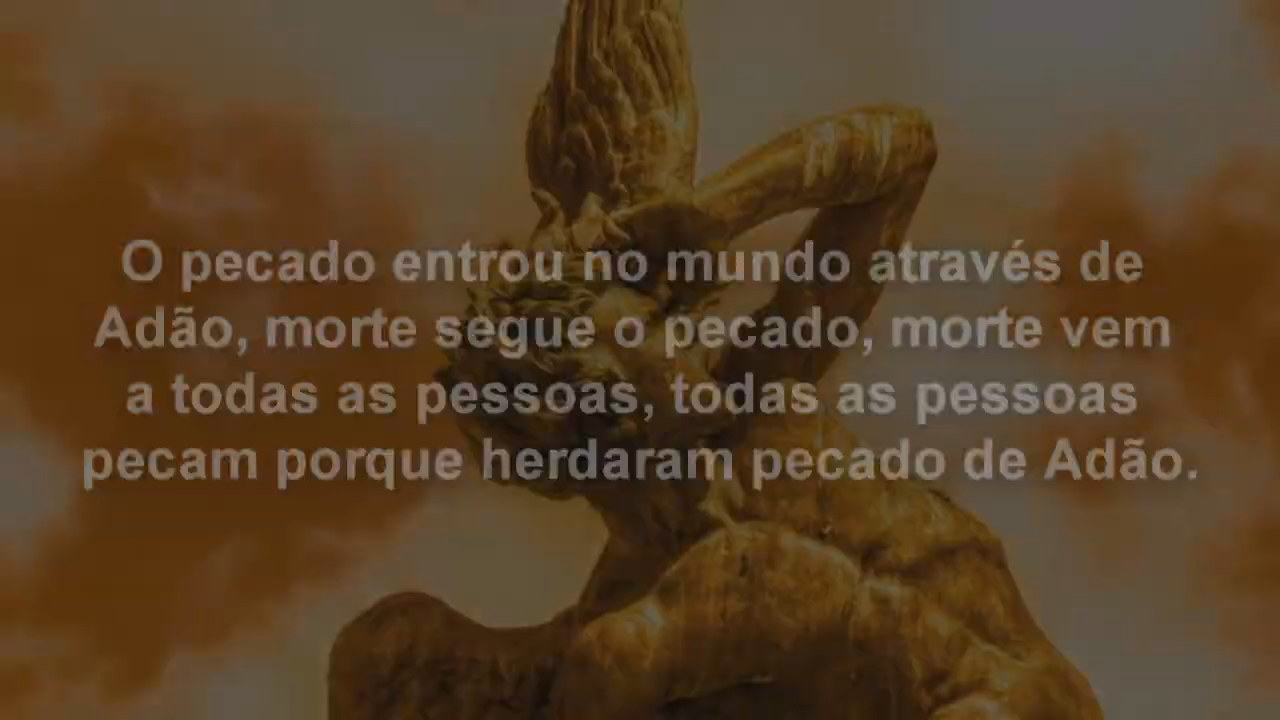 O pecado entrou no mundo através de
Adão, morte segue o pecado, morte vem
a todas as pessoas, todas as pessoas
pecam porque herdaram pecado de Adão.